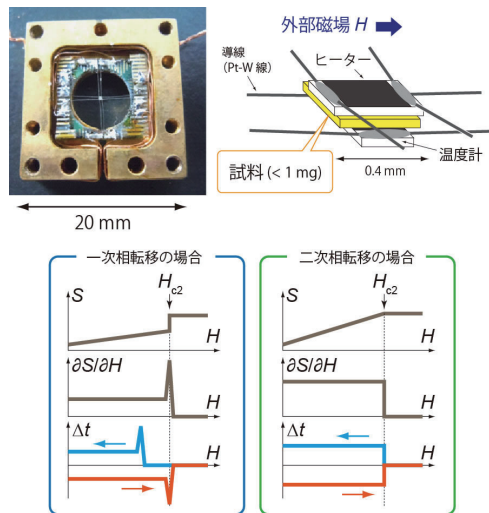 外部磁場 H
導線
(Pt-W 線)
ヒーター
試料 (< 1 mg)
温度計
0.4 mm
20 mm
一次相転移の場合
H_c2
S
H
∂S/∂H
H
Δt
H
二次相転移の場合
H_c2
S
H
∂S/∂H
H
Δt
H